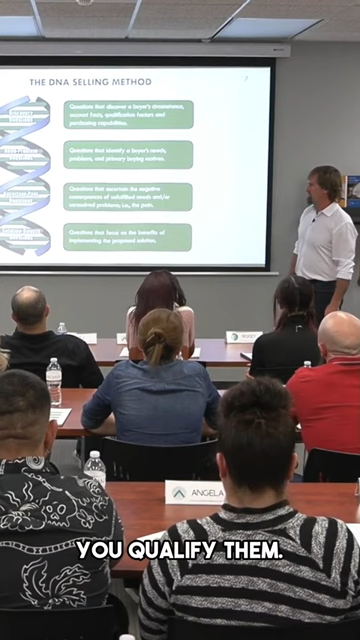 THE DNA SELLING METHOD
7
Questions that discover a buyer's circumstance,
account facts, qualification factors and
purchasing capabilities.
Questions that identify a buyer's needs,
problems, and primary buying motives.
Questions that ascertain the negative
consequences of unfulfilled needs and/or
unresolved problems, i.e., the pain.
Questions that focus on the benefits of
implementing the proposed solution.
ANGELA
YOU QUALIFY THEM.